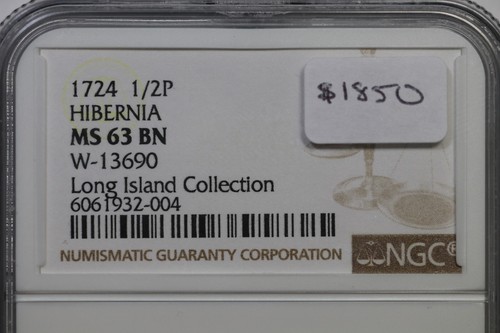 1724 1/2P
HIBERNIA
MS 63 BN
W-13690
Long Island Collection
6061932-004
NUMISMATIC GUARANTY CORPORATION
NGC®
$1850